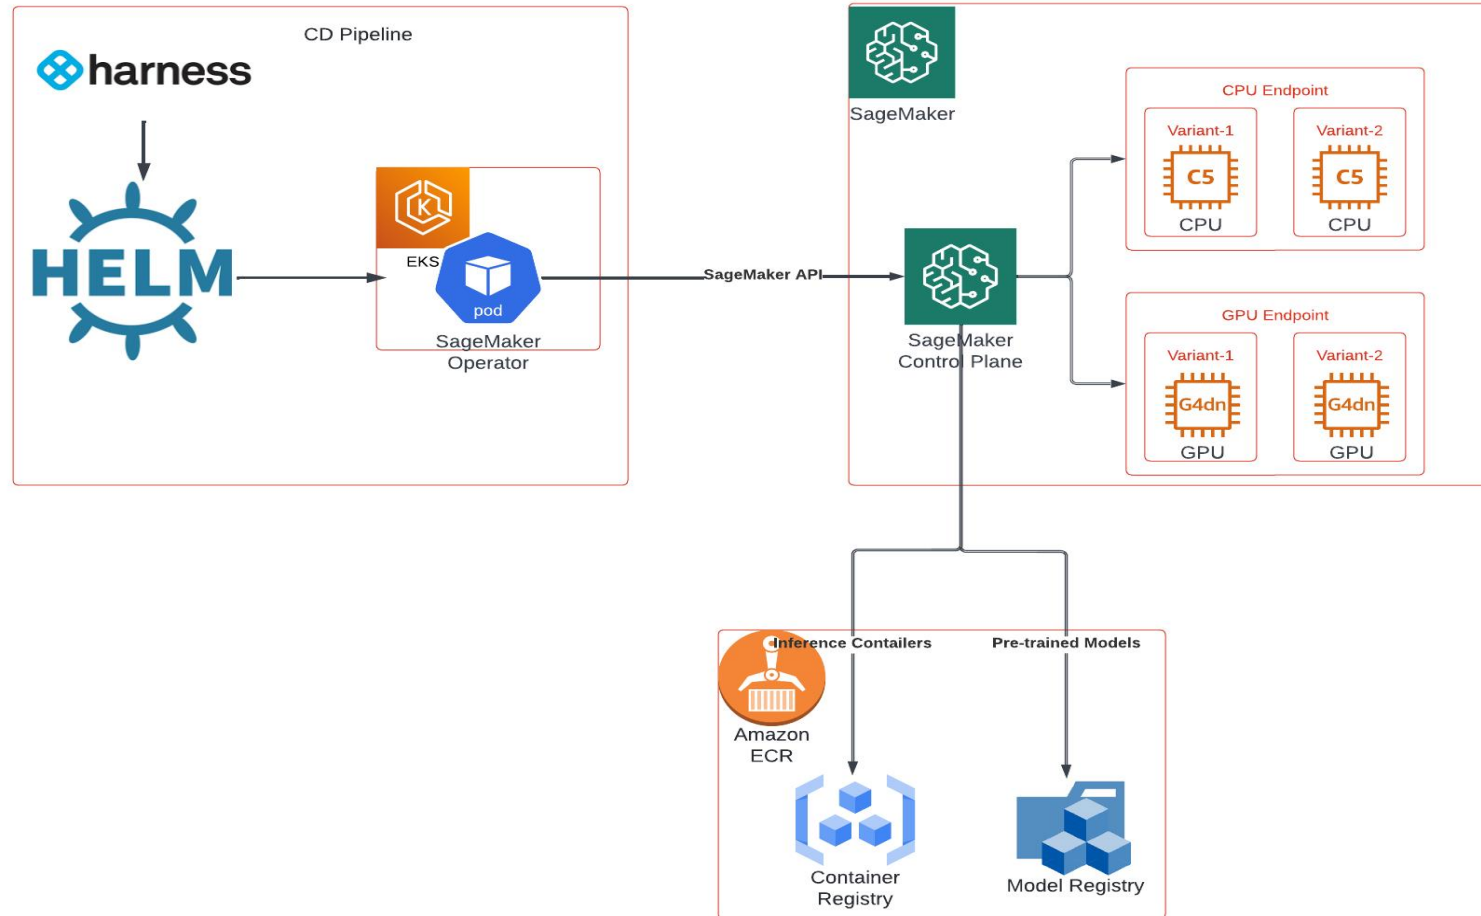 CD Pipeline
harness
HELM
EKS
pod
SageMaker
Operator
SageMaker API
SageMaker
SageMaker
Control Plane
CPU Endpoint
Variant-1
C5
CPU
Variant-2
C5
CPU
GPU Endpoint
Variant-1
G4dn
GPU
Variant-2
G4dn
GPU
Inference Contailers
Pre-trained Models
Amazon
ECR
Container
Registry
Model Registry